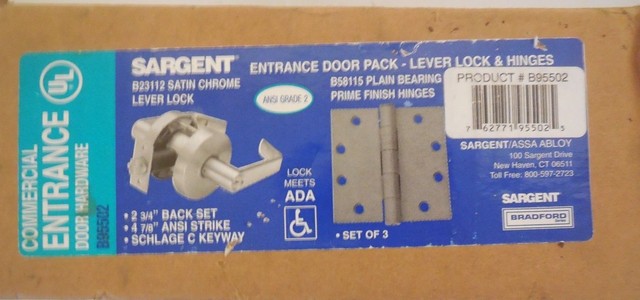 COMMERCIAL
ENTRANCE
DOOR HARDWARE
B95502
UL
SARGENT
ENTRANCE DOOR PACK - LEVER LOCK & HINGES
B23112 SATIN CHROME
LEVER LOCK
ANSI GRADE 2
B58115 PLAIN BEARING
PRIME FINISH HINGES
LOCK
MEETS
ADA
• 2 3/4" BACK SET
• 4 7/8" ANSI STRIKE
• SCHLAGE C KEYWAY
• SET OF 3
PRODUCT # B95502
7 62771 95502 5
SARGENT/ASSA ABLOY
100 Sargent Drive
New Haven, CT 06511
Toll Free: 800-597-2723
SARGENT
BRADFORD